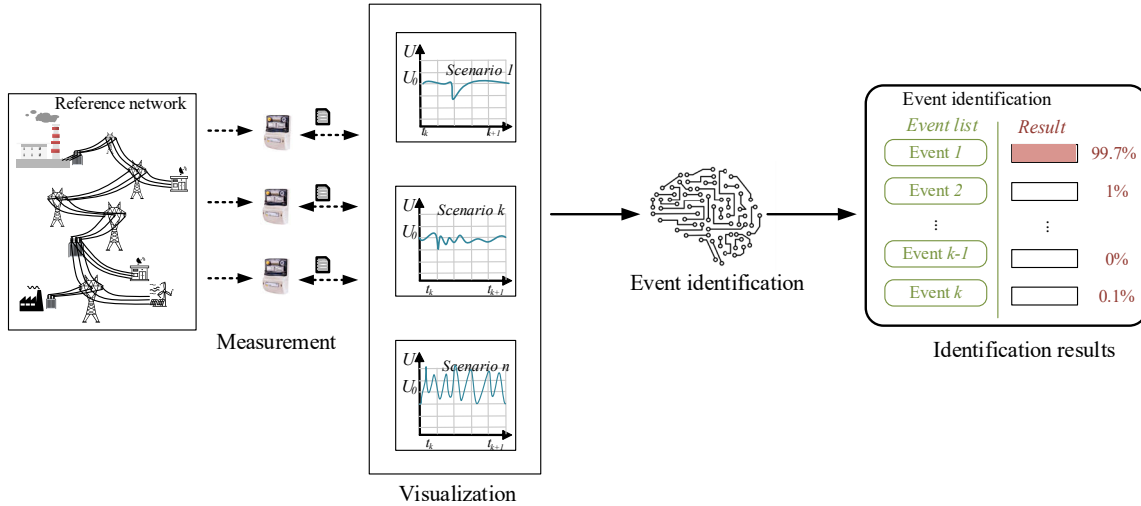 Reference network
Measurement
U
Scenario 1
U0
tk
tk+1
Scenario k
U0
tk
tk+1
U
Scenario n
U0
tk
tk+1
Visualization
Event identification
Event identification
Event list
Result
Event 1
99.7%
Event 2
1%
⋮
⋮
Event k-1
0%
Event k
0.1%
Identification results